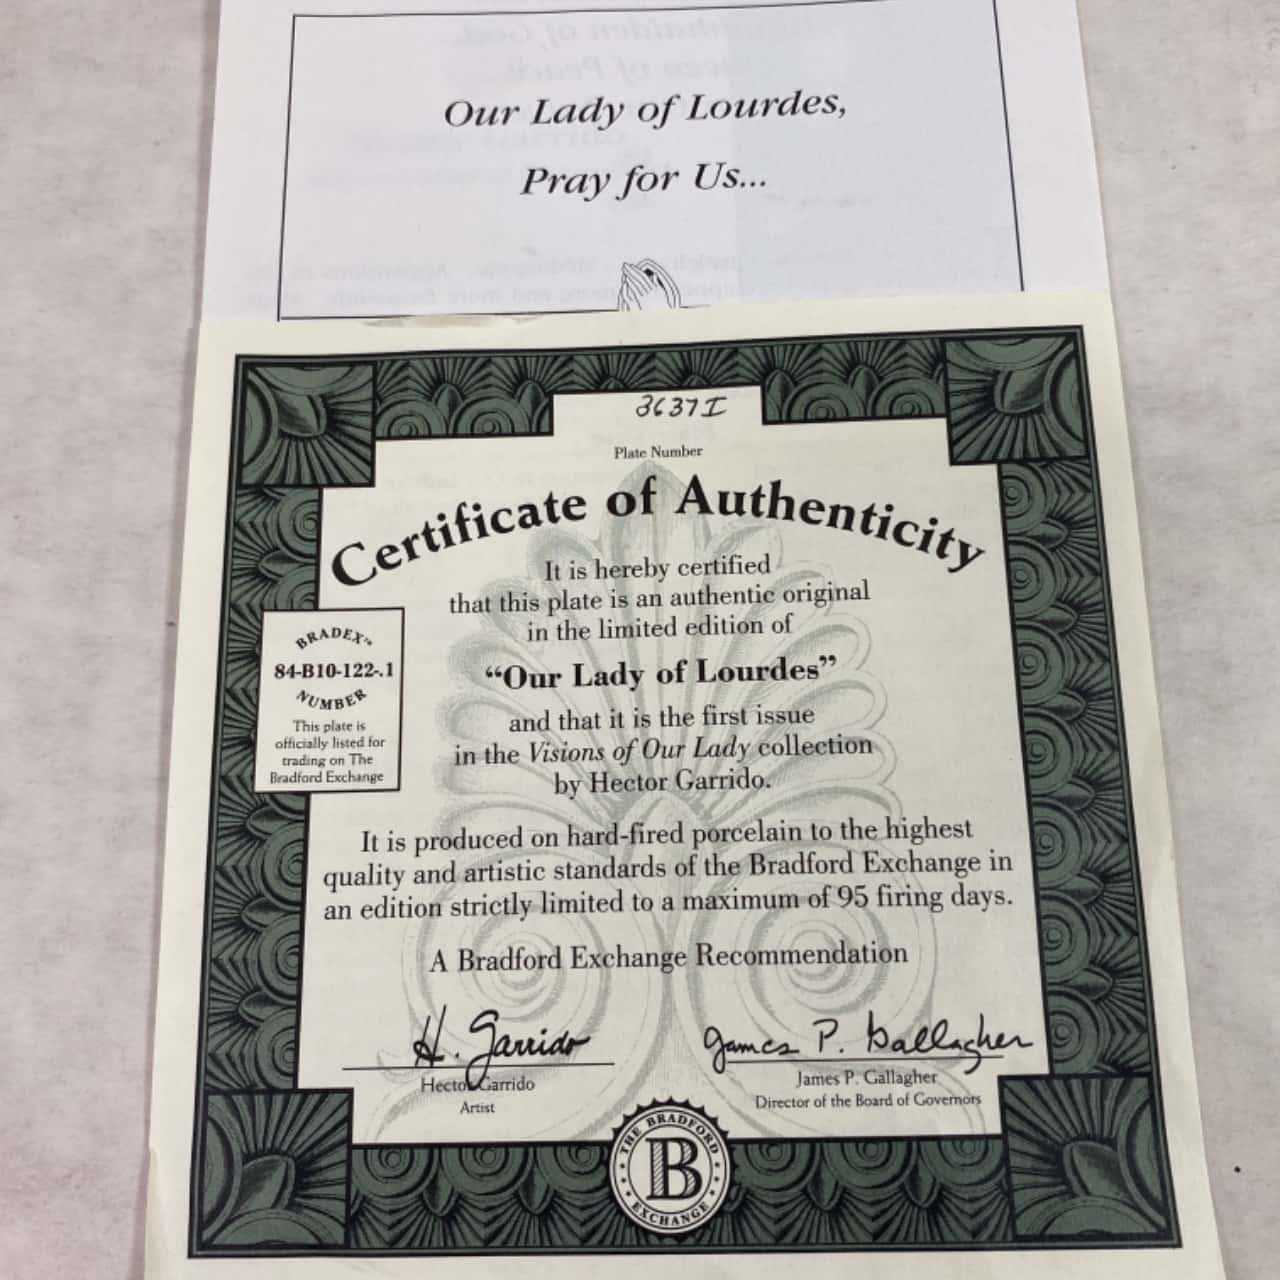 Our Lady of Lourdes,
Pray for Us...
3637I
Plate Number
Certificate of Authenticity
It is hereby certified
that this plate is an authentic original
in the limited edition of
“Our Lady of Lourdes”
and that it is the first issue
in the Visions of Our Lady collection
by Hector Garrido.
BRADEX™
84-B10-122-.1
NUMBER
This plate is
officially listed for
trading on The
Bradford Exchange
It is produced on hard-fired porcelain to the highest
quality and artistic standards of the Bradford Exchange in
an edition strictly limited to a maximum of 95 firing days.
A Bradford Exchange Recommendation
H. Garrido
Hector Garrido
Artist
James P. Gallagher
James P. Gallagher
Director of the Board of Governors
THE BRADFORD
B
EXCHANGE